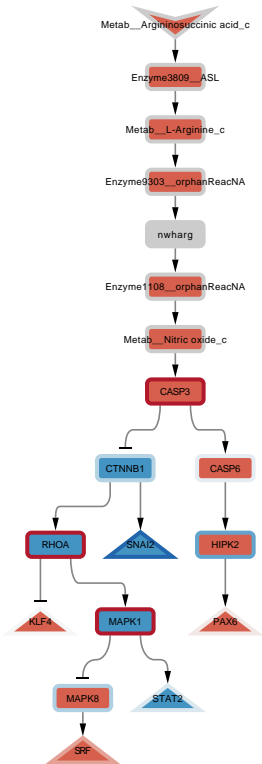 Metab__Argininosuccinic acid_c
Enzyme3809__ASL
Metab__L-Arginine_c
Enzyme9303__orphanReacNA
nwharg
Enzyme1108__orphanReacNA
Metab__Nitric oxide_c
CASP3
CTNNB1
CASP6
RHOA
SNAI2
HIPK2
KLF4
MAPK1
PAX6
MAPK8
STAT2
SRF